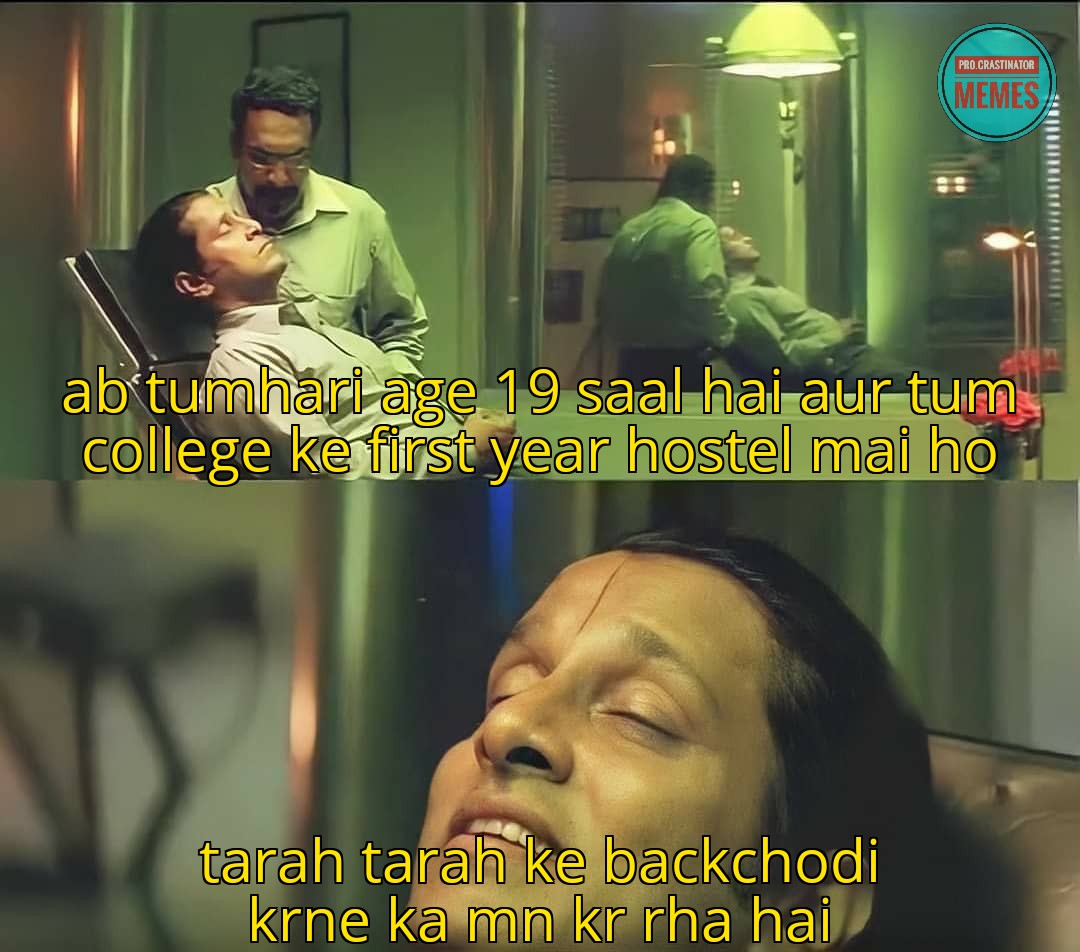 PRO.CRASTINATOR
MEMES
ab tumhari age 19 saal hai aur tum
college ke first year hostel mai ho
tarah tarah ke backchodi
krne ka mn kr rha hai